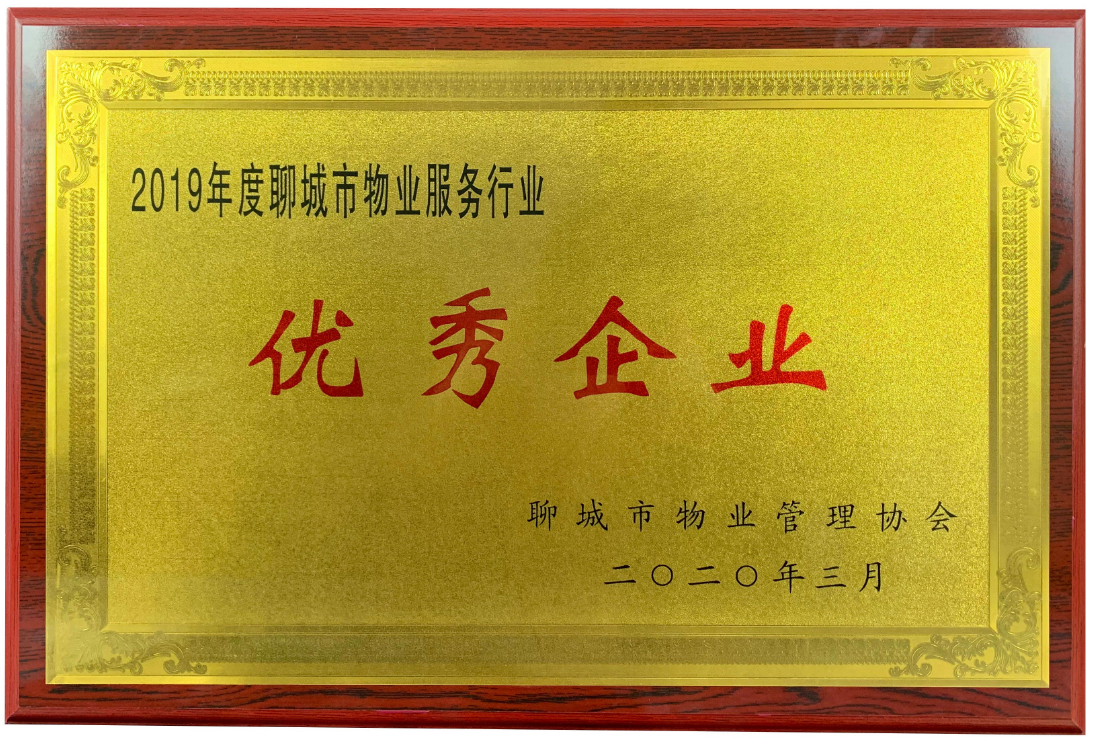 2019年度聊城市物业服务行业
优秀企业
聊城市物业管理协会
二〇二〇年三月